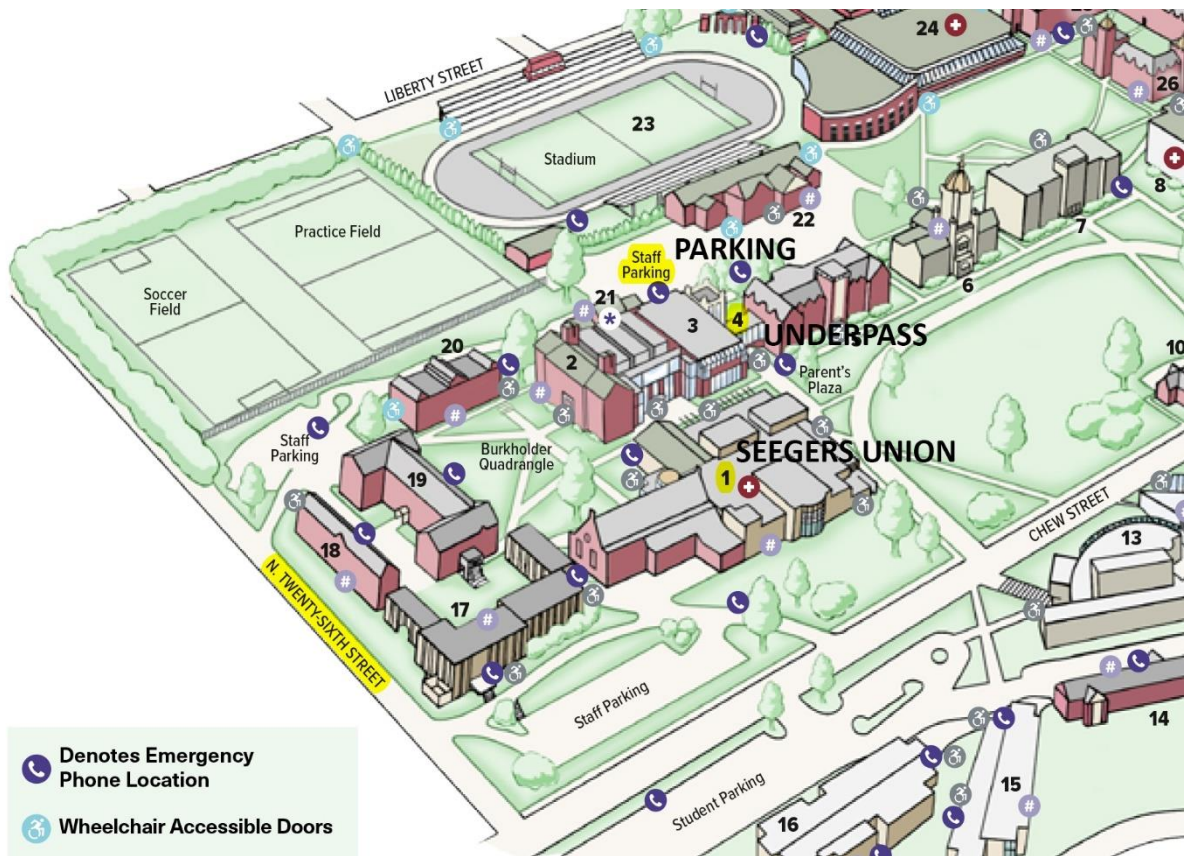 24
26
LIBERTY STREET
23
Stadium
8
Practice Field
22
7
PARKING
Staff
Parking
Soccer
Field
6
21
*
3
4
UNDERPASS
2
20
Parent's
Plaza
10
Staff
Parking
Burkholder
Quadrangle
SEEGERS UNION
19
1
CHEW STREET
13
18
17
N. TWENTY-SIXTH STREET
Staff Parking
14
Denotes Emergency
Phone Location
Student Parking
15
16
Wheelchair Accessible Doors
#
#
#
#
#
#
#
#
#
#
#
#
#
#